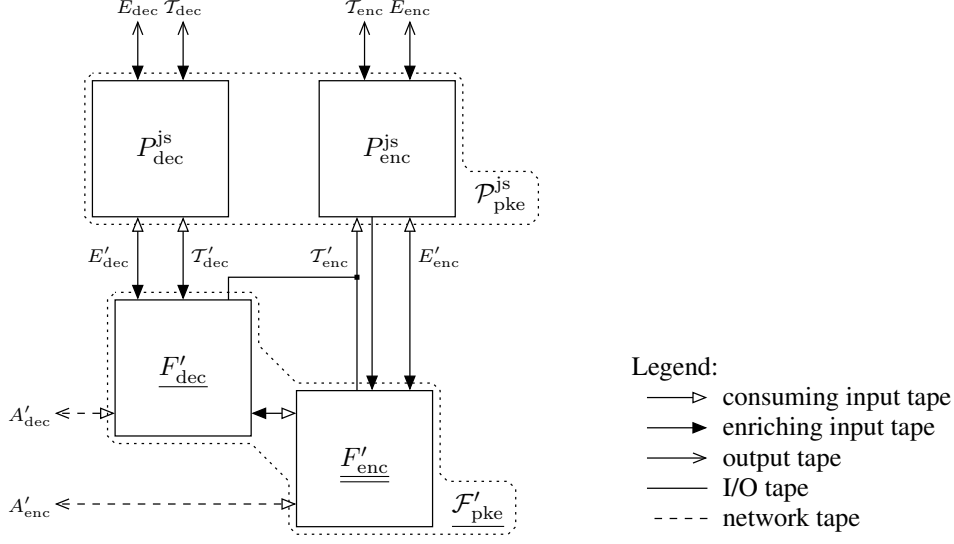 E_dec 𝒯_dec 𝒯_enc E_enc
P^js_dec P^js_enc
𝒫^js_pke
E′_dec 𝒯′_dec 𝒯′_enc E′_enc
F′_dec
A′_dec
F′_enc
A′_enc
ℱ′_pke
Legend:
consuming input tape
enriching input tape
output tape
I/O tape
network tape